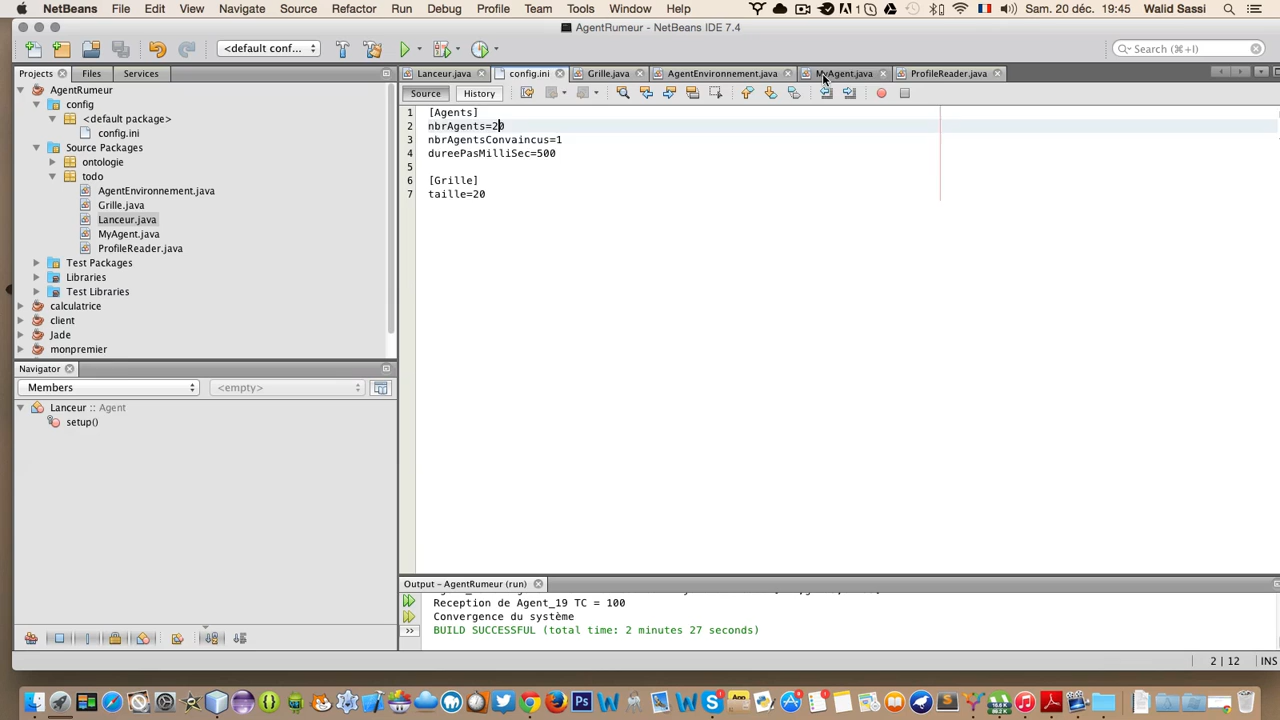 NetBeans File Edit View Navigate Source Refactor Run Debug Profile Team Tools Window Help 1 Sam. 20 déc. 19:45 Walid Sassi
AgentRumeur - NetBeans IDE 7.4
<default conf... Search (⌘+I)
Projects Files Services
AgentRumeur
config
<default package>
config.ini
Source Packages
ontologie
todo
AgentEnvironnement.java
Grille.java
Lanceur.java
MyAgent.java
ProfileReader.java
Test Packages
Libraries
Test Libraries
calculatrice
client
Jade
monpremier
Navigator
Members <empty>
Lanceur :: Agent
setup()
Lanceur.java config.ini Grille.java AgentEnvironnement.java MyAgent.java ProfileReader.java
Source History
1 [Agents]
2 nbrAgents=20
3 nbrAgentsConvaincus=1
4 dureePasMilliSec=500
5
6 [Grille]
7 taille=20
Output - AgentRumeur (run)
Reception de Agent_19 TC = 100
Convergence du système
BUILD SUCCESSFUL (total time: 2 minutes 27 seconds)
2 | 12 INS